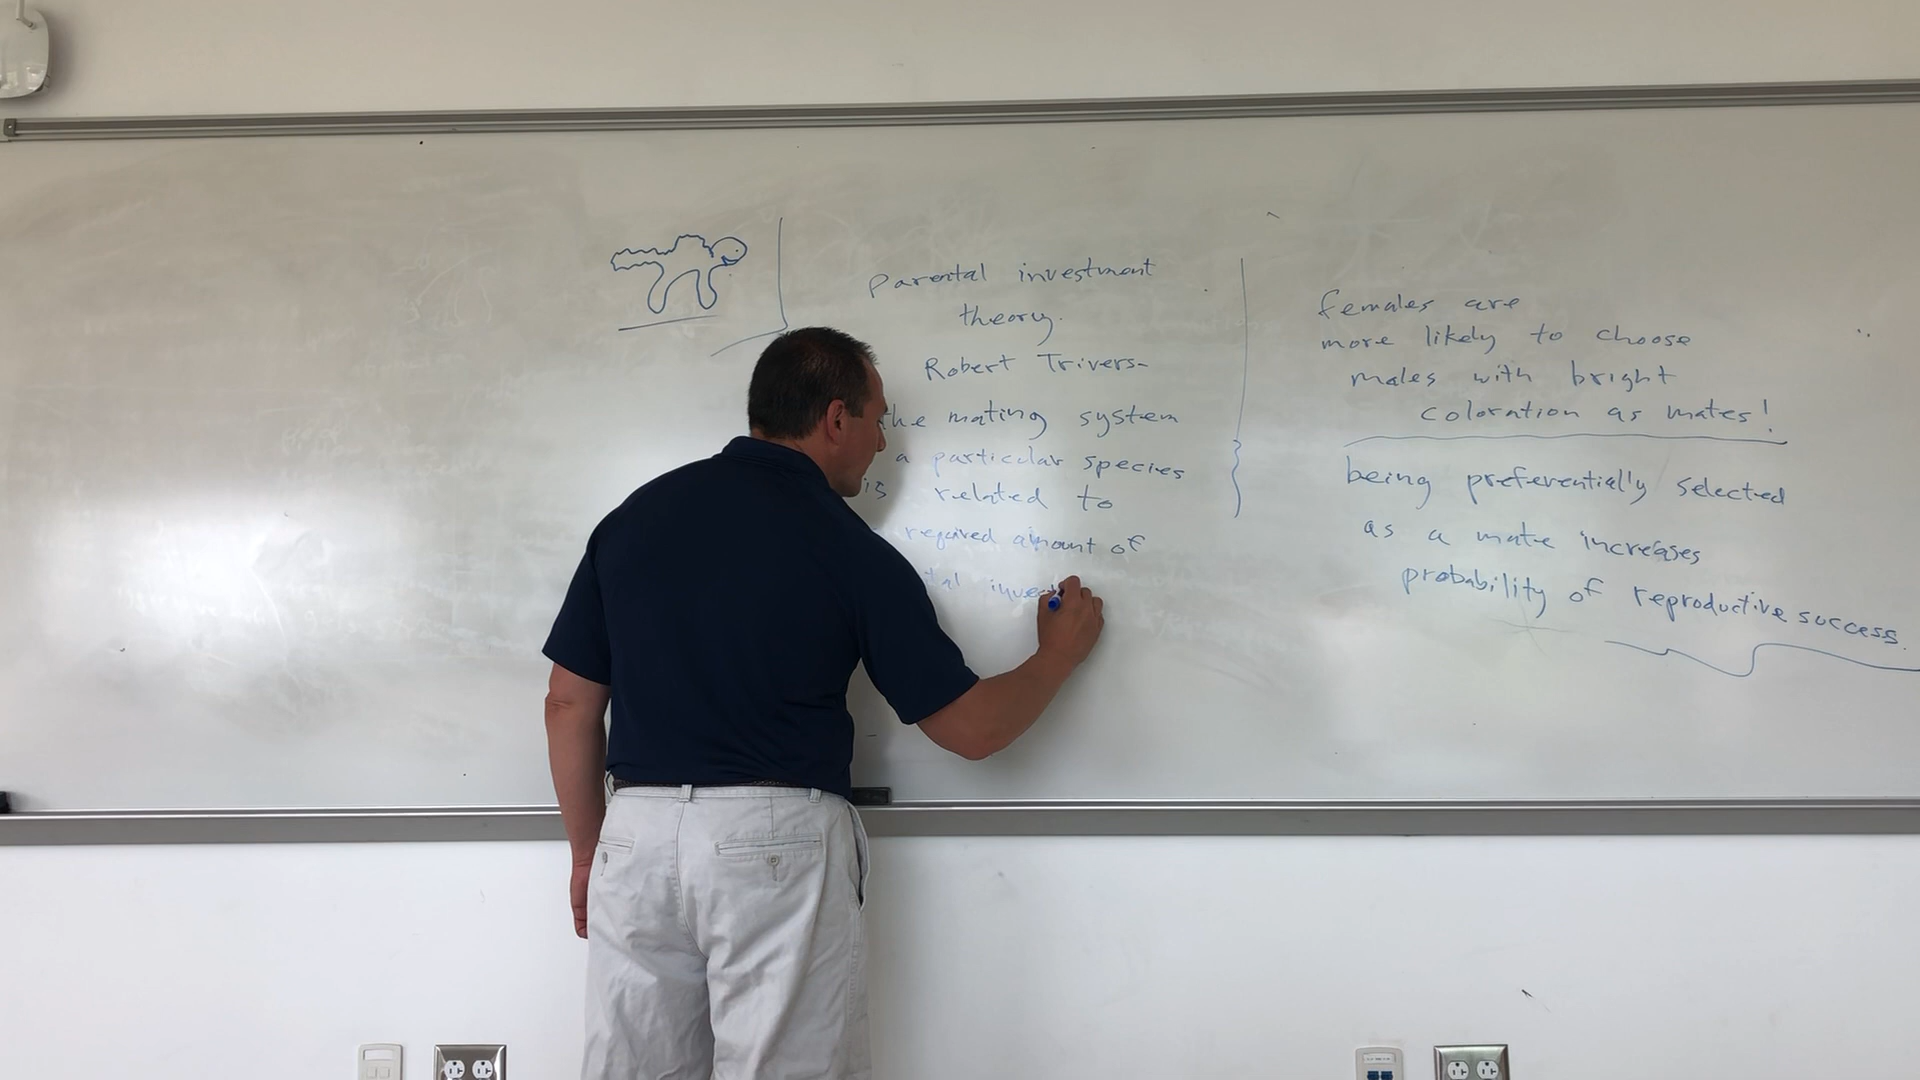 parental investment
theory.
Robert Trivers-
the mating system
a particular species
is related to
required amount of
females are
more likely to choose
males with bright
coloration as mates!
being preferentially selected
as a mate increases
probability of reproductive success.